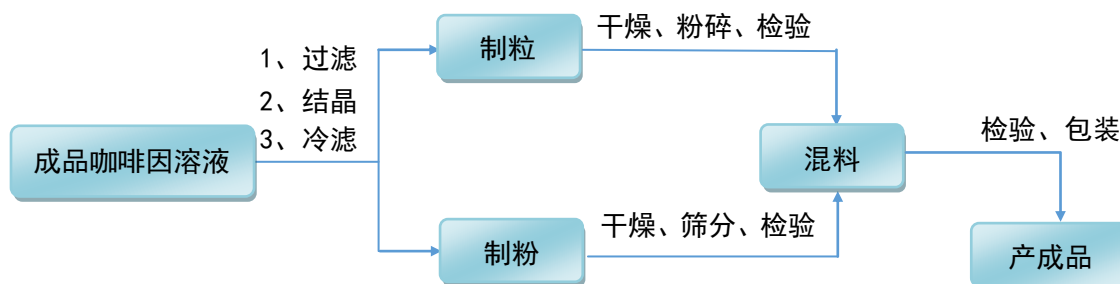 制粒
干燥、粉碎、检验
1、过滤
2、结晶
3、冷滤
成品咖啡因溶液
混料
检验、包装
制粉
干燥、筛分、检验
产成品